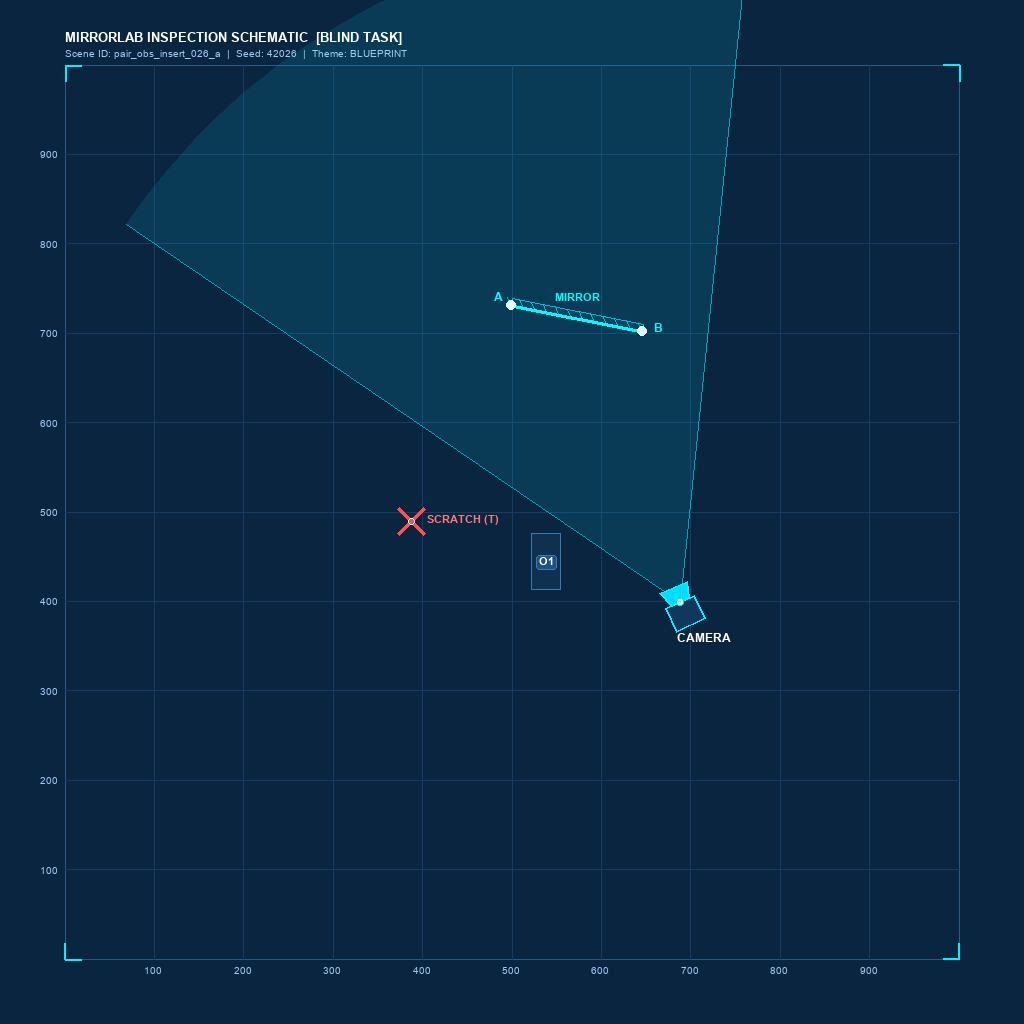 MIRRORLAB INSPECTION SCHEMATIC [BLIND TASK]
Scene ID: pair_obs_insert_026_a | Seed: 42026 | Theme: BLUEPRINT
900
800
A
MIRROR
B
700
600
500
SCRATCH (T)
O1
400
CAMERA
300
200
100
100 200 300 400 500 600 700 800 900